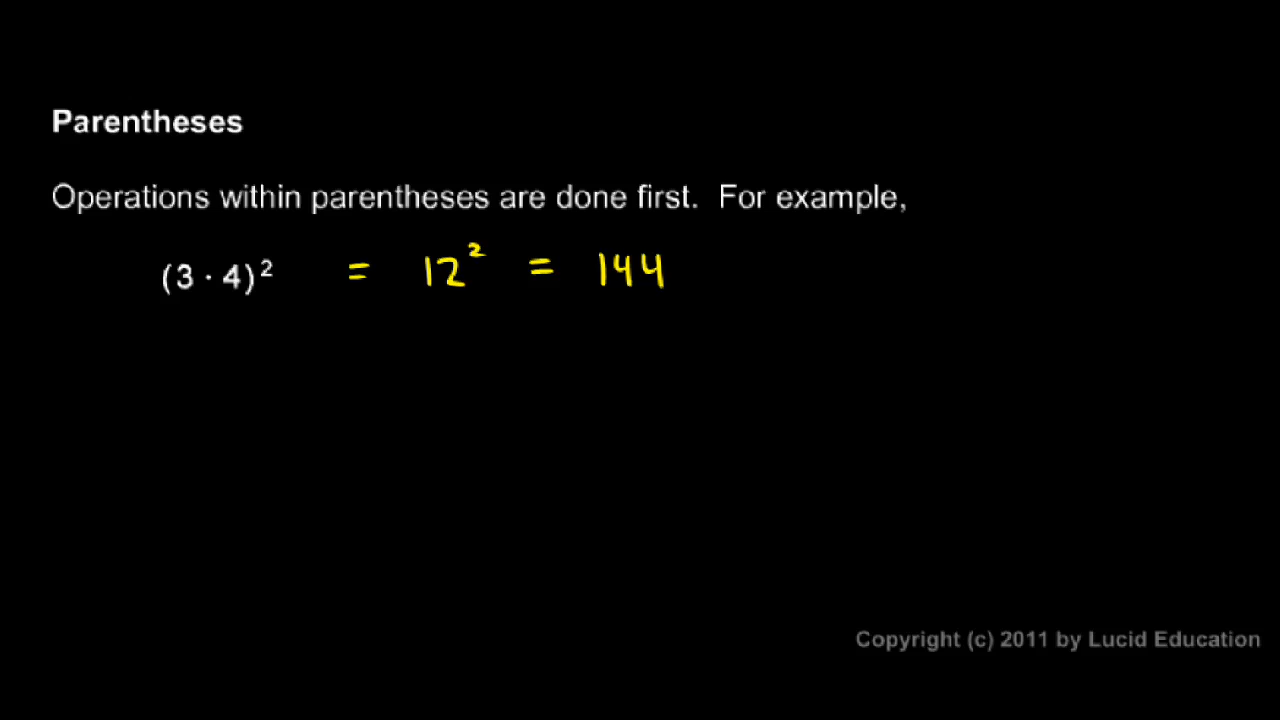 Parentheses
Operations within parentheses are done first. For example,
(3 · 4)² = 12² = 144
Copyright (c) 2011 by Lucid Education